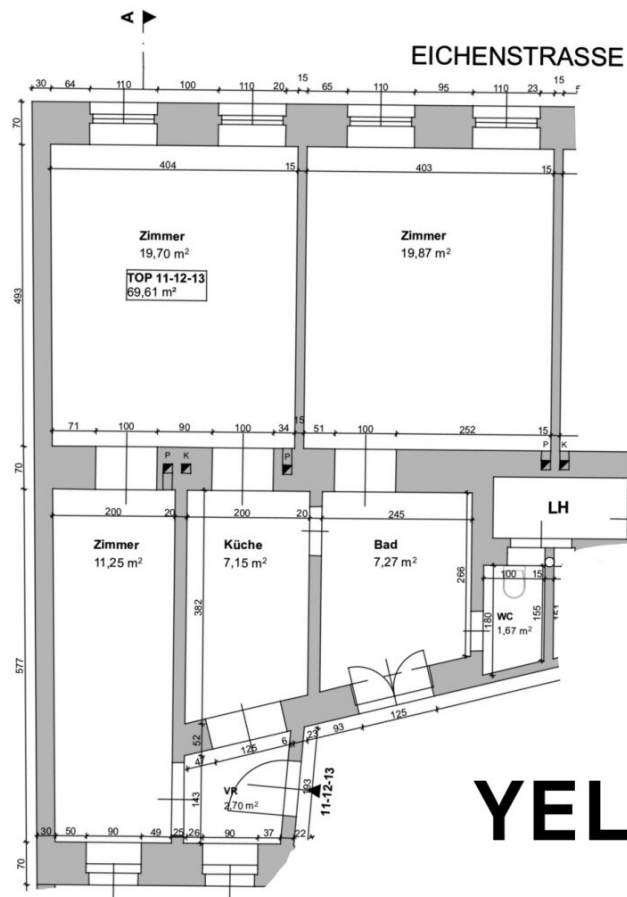 A
EICHENSTRASSE
15 15
30 64 110 100 110 20 65 110 95 110 23
70
404 15 403 15
Zimmer
19,70 m²
Zimmer
19,87 m²
TOP 11-12-13
69,61 m²
493
15
71 100 90 100 34 51 100 252 15
P K P P K
70
LH
200 20 200 20 245
Zimmer
11,25 m²
Küche
7,15 m²
Bad
7,27 m²
266
100 15
382
WC
1,67 m²
180 155 151
577
52
47 125 6 23 93 125
VR
2,70 m²
143
193
11-12-13
YEL
30 50 90 49 25 26 90 37 22
70